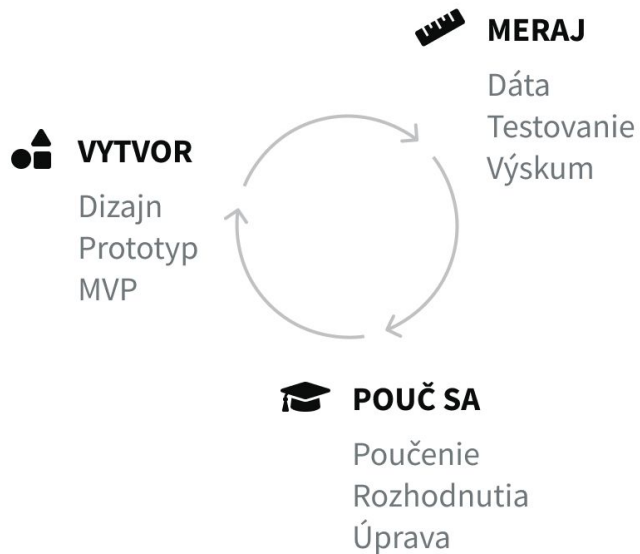 MERAJ
Dáta
Testovanie
Výskum
VYTVOR
Dizajn
Prototyp
MVP
POUČ SA
Poučenie
Rozhodnutia
Úprava